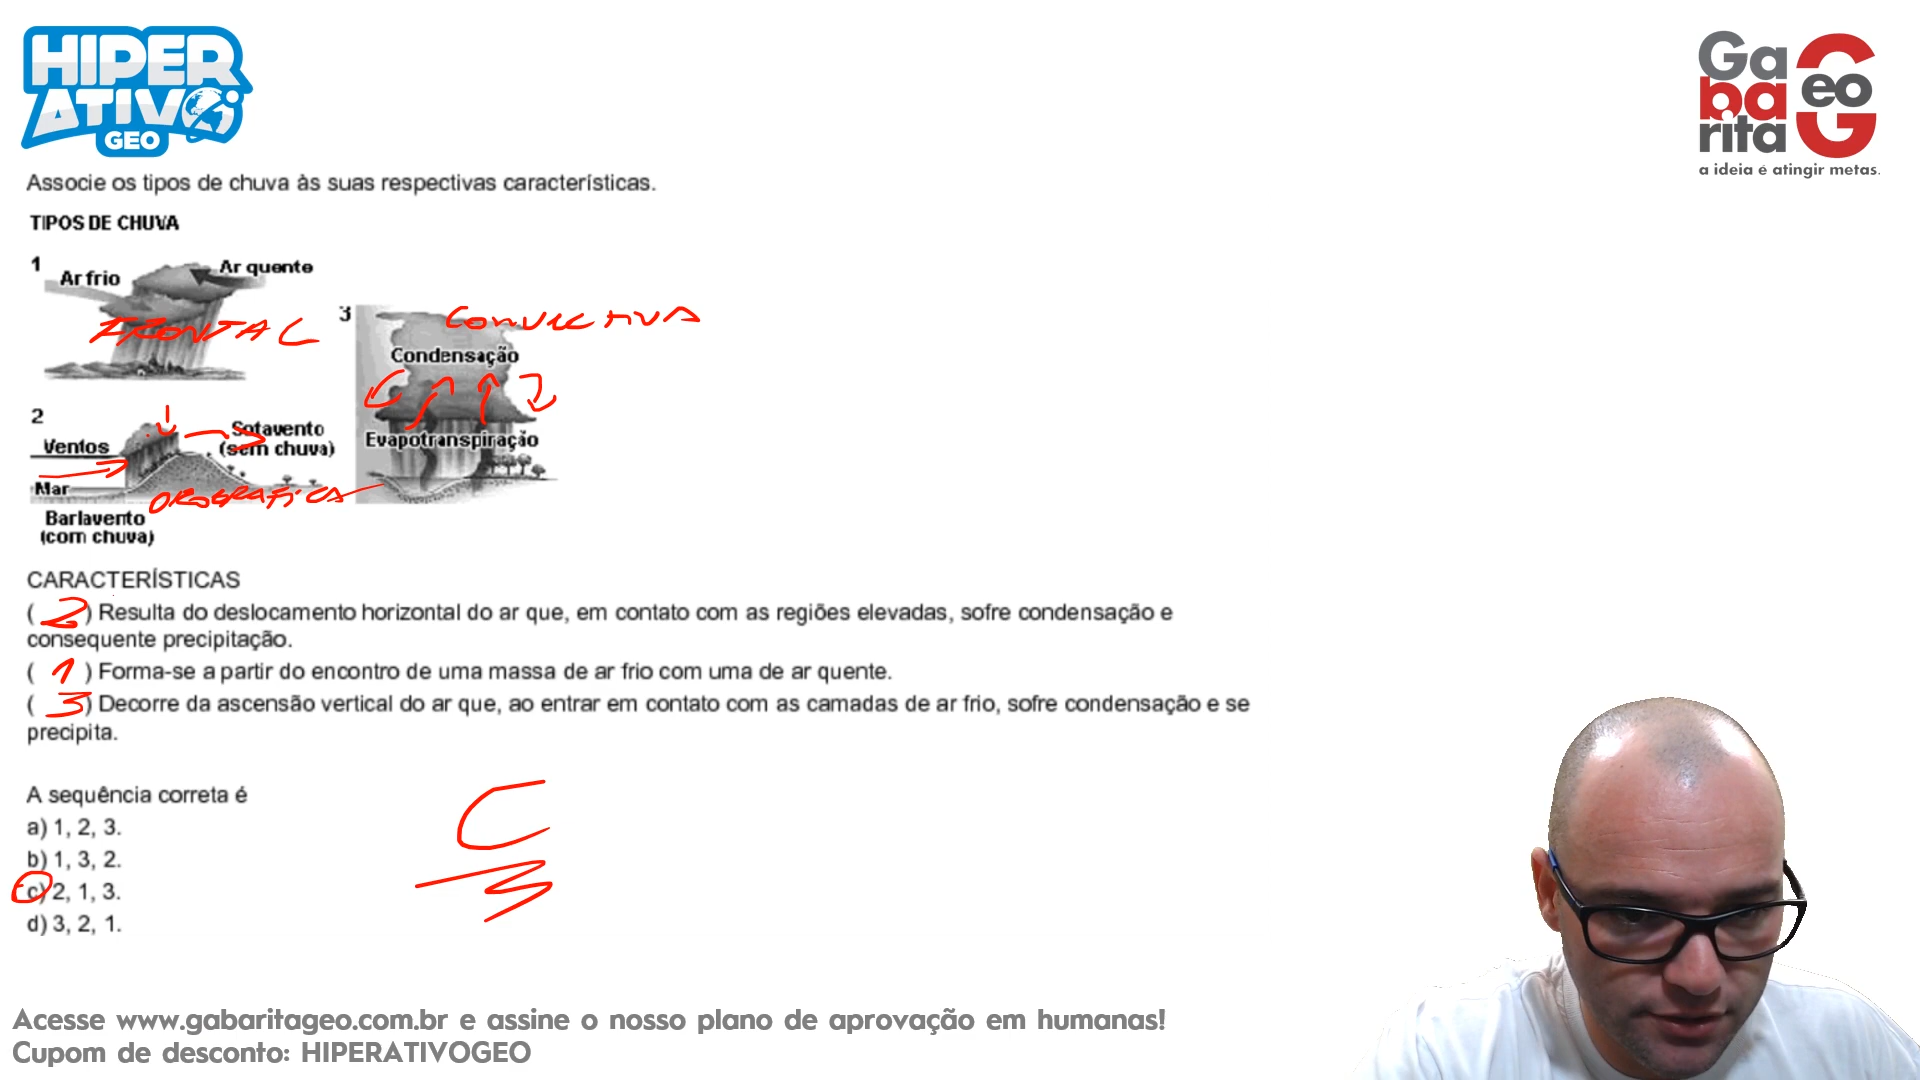 HIPER
ATIVO
GEO
Ga
ba
rita
Geo
a ideia é atingir metas.
Associe os tipos de chuva às suas respectivas características.
TIPOS DE CHUVA
1
Ar frio
Ar quente
FRONTAL
3
CONVECTIVA
Condensação
Evapotranspiração
2
Ventos
Sotavento
(sem chuva)
Mar
OROGRAFICA
Barlavento
(com chuva)
CARACTERÍSTICAS
( 2 ) Resulta do deslocamento horizontal do ar que, em contato com as regiões elevadas, sofre condensação e
consequente precipitação.
( 1 ) Forma-se a partir do encontro de uma massa de ar frio com uma de ar quente.
( 3 ) Decorre da ascensão vertical do ar que, ao entrar em contato com as camadas de ar frio, sofre condensação e se
precipita.
A sequência correta é
a) 1, 2, 3.
b) 1, 3, 2.
c) 2, 1, 3.
d) 3, 2, 1.
C
Acesse www.gabaritageo.com.br e assine o nosso plano de aprovação em humanas!
Cupom de desconto: HIPERATIVOGEO